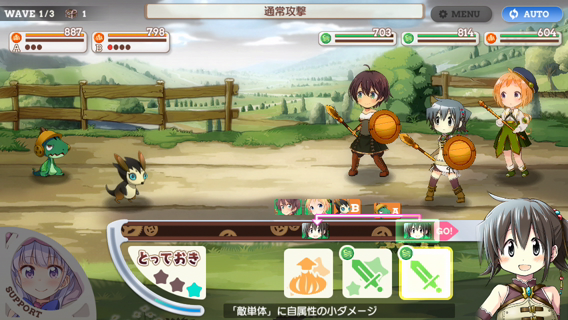 WAVE 1/3 1
通常攻撃
MENU
AUTO
887
A
798
B
703
814
604
B
A
GO!
とっておき
SUPPORT
「敵単体」に自属性の小ダメージ